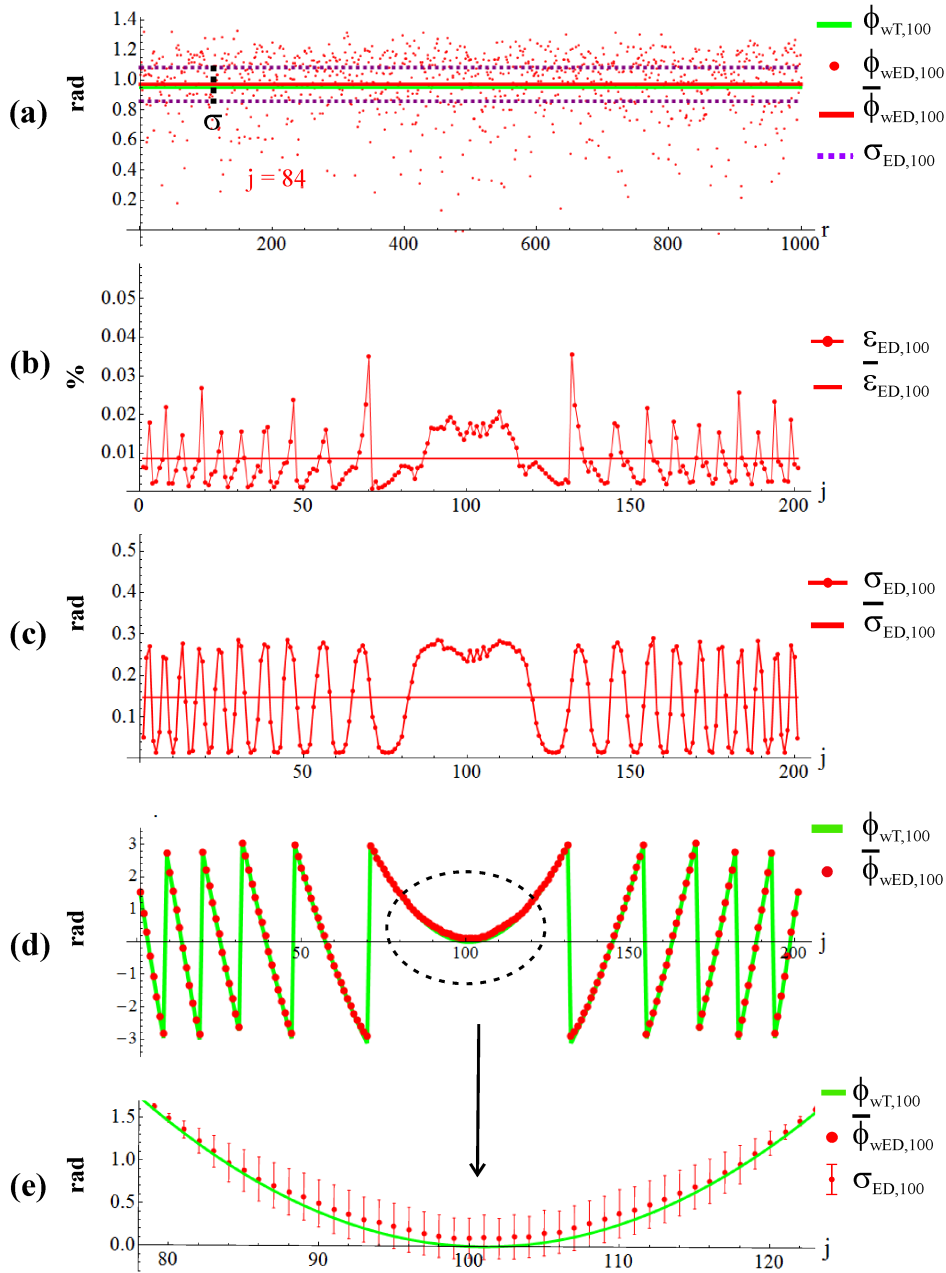 (a)
rad
1.4
1.2
1.0
0.8
0.6
0.4
0.2
σ
j = 84
200 400 600 800 1000 r
ϕwT,100
ϕwED,100
ϕ̅wED,100
σED,100
(b)
%
0.05
0.04
0.03
0.02
0.01
0 50 100 150 200 j
εED,100
ε̅ED,100
(c)
rad
0.5
0.4
0.3
0.2
0.1
50 100 150 200 j
σED,100
σ̅ED,100
(d)
rad
3
2
1
−1
−2
−3
50 100 150 200 j
ϕwT,100
ϕ̅wED,100
(e)
rad
1.5
1.0
0.5
0.0
80 90 100 110 120 j
ϕwT,100
ϕ̅wED,100
σED,100